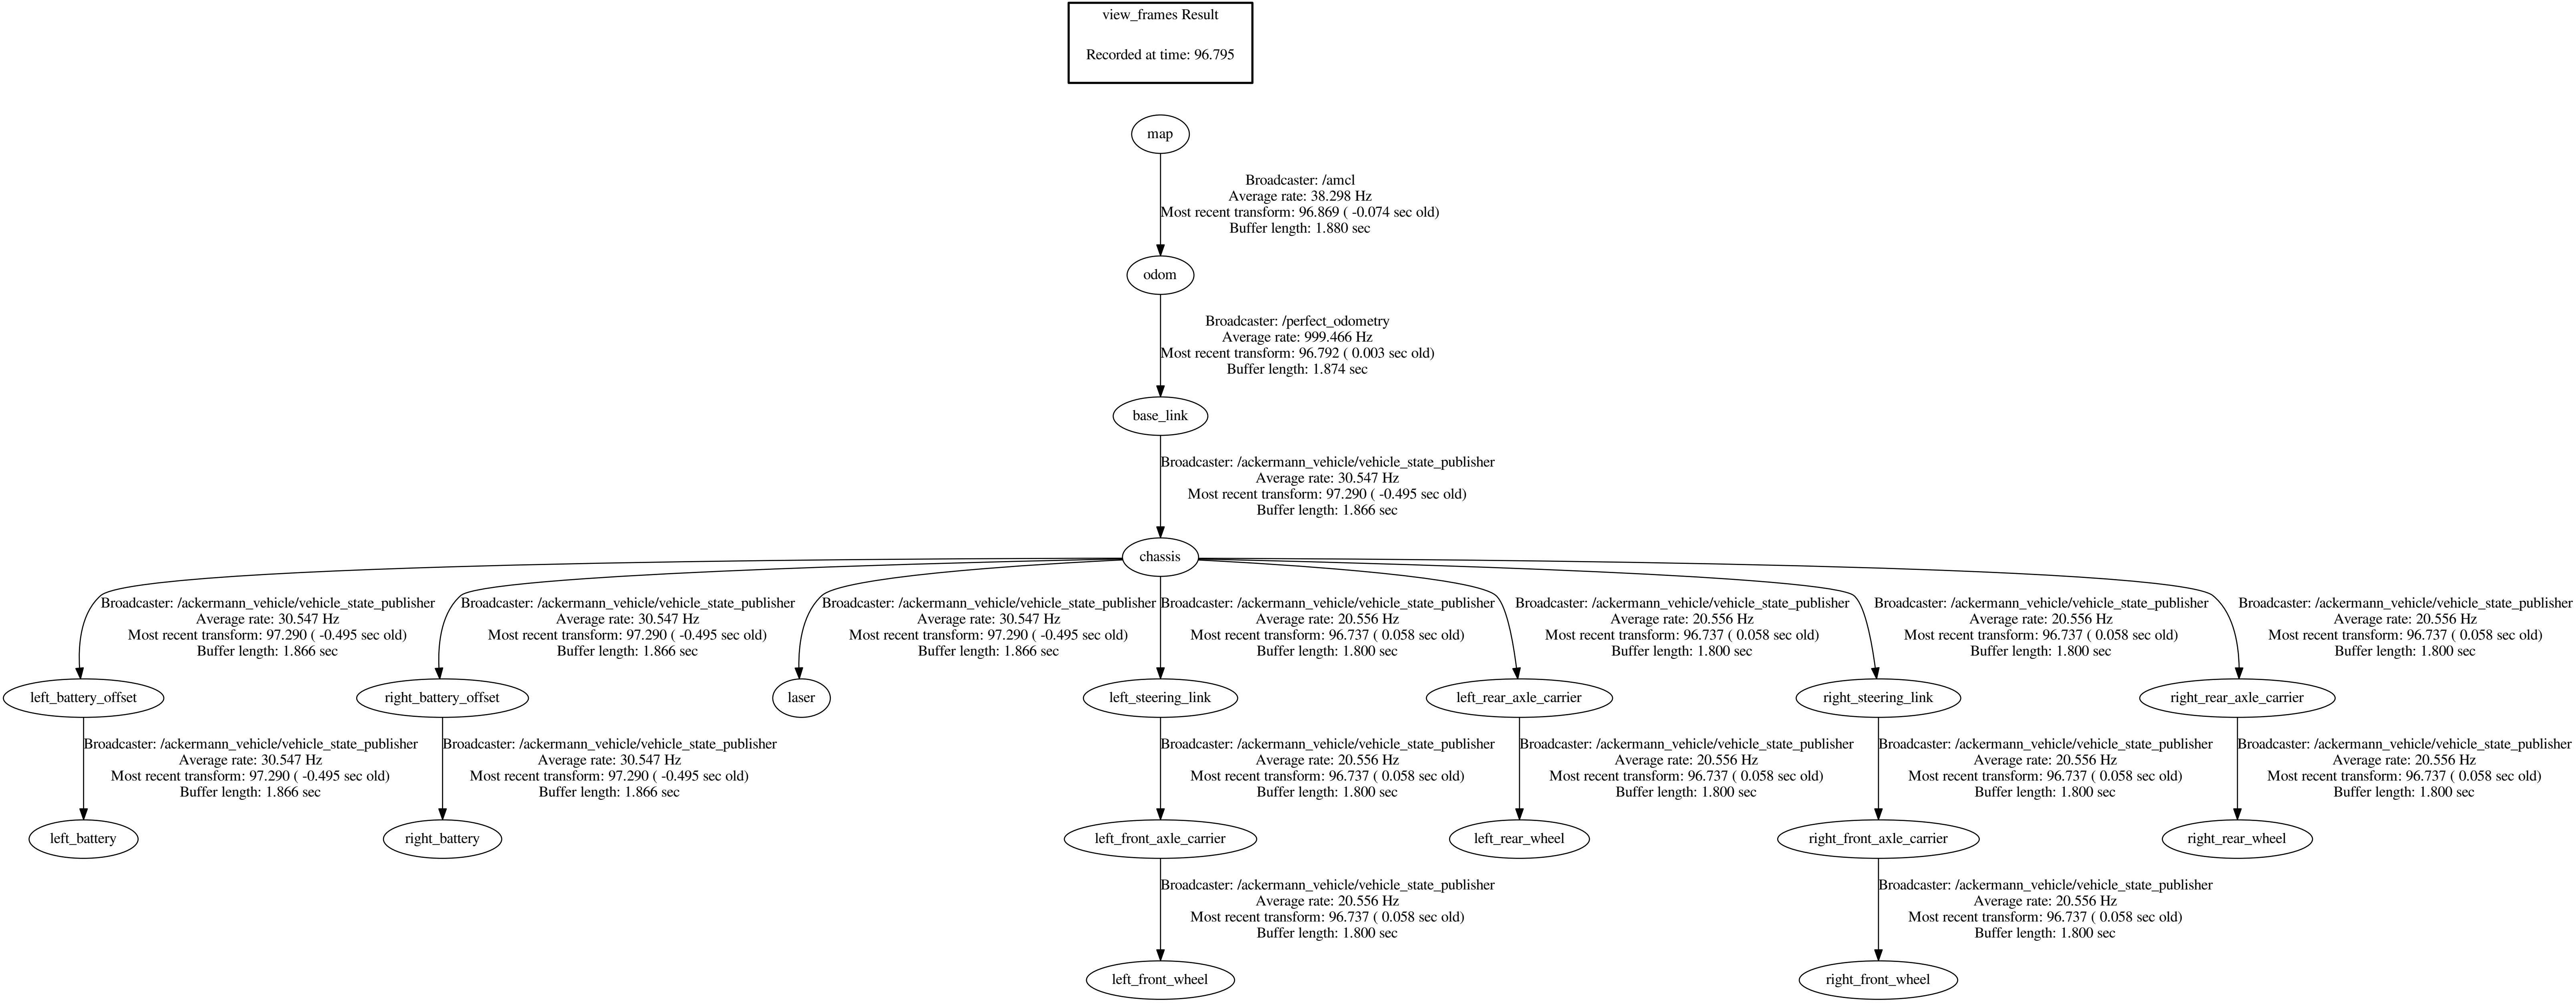 view_frames Result
Recorded at time: 96.795
map
Broadcaster: /amcl
Average rate: 38.298 Hz
Most recent transform: 96.869 ( -0.074 sec old)
Buffer length: 1.880 sec
odom
Broadcaster: /perfect_odometry
Average rate: 999.466 Hz
Most recent transform: 96.792 ( 0.003 sec old)
Buffer length: 1.874 sec
base_link
Broadcaster: /ackermann_vehicle/vehicle_state_publisher
Average rate: 30.547 Hz
Most recent transform: 97.290 ( -0.495 sec old)
Buffer length: 1.866 sec
chassis
Broadcaster: /ackermann_vehicle/vehicle_state_publisher
Average rate: 30.547 Hz
Most recent transform: 97.290 ( -0.495 sec old)
Buffer length: 1.866 sec
Broadcaster: /ackermann_vehicle/vehicle_state_publisher
Average rate: 30.547 Hz
Most recent transform: 97.290 ( -0.495 sec old)
Buffer length: 1.866 sec
Broadcaster: /ackermann_vehicle/vehicle_state_publisher
Average rate: 30.547 Hz
Most recent transform: 97.290 ( -0.495 sec old)
Buffer length: 1.866 sec
Broadcaster: /ackermann_vehicle/vehicle_state_publisher
Average rate: 20.556 Hz
Most recent transform: 96.737 ( 0.058 sec old)
Buffer length: 1.800 sec
Broadcaster: /ackermann_vehicle/vehicle_state_publisher
Average rate: 20.556 Hz
Most recent transform: 96.737 ( 0.058 sec old)
Buffer length: 1.800 sec
Broadcaster: /ackermann_vehicle/vehicle_state_publisher
Average rate: 20.556 Hz
Most recent transform: 96.737 ( 0.058 sec old)
Buffer length: 1.800 sec
Broadcaster: /ackermann_vehicle/vehicle_state_publisher
Average rate: 20.556 Hz
Most recent transform: 96.737 ( 0.058 sec old)
Buffer length: 1.800 sec
left_battery_offset
right_battery_offset
laser
left_steering_link
left_rear_axle_carrier
right_steering_link
right_rear_axle_carrier
Broadcaster: /ackermann_vehicle/vehicle_state_publisher
Average rate: 30.547 Hz
Most recent transform: 97.290 ( -0.495 sec old)
Buffer length: 1.866 sec
Broadcaster: /ackermann_vehicle/vehicle_state_publisher
Average rate: 30.547 Hz
Most recent transform: 97.290 ( -0.495 sec old)
Buffer length: 1.866 sec
Broadcaster: /ackermann_vehicle/vehicle_state_publisher
Average rate: 20.556 Hz
Most recent transform: 96.737 ( 0.058 sec old)
Buffer length: 1.800 sec
Broadcaster: /ackermann_vehicle/vehicle_state_publisher
Average rate: 20.556 Hz
Most recent transform: 96.737 ( 0.058 sec old)
Buffer length: 1.800 sec
Broadcaster: /ackermann_vehicle/vehicle_state_publisher
Average rate: 20.556 Hz
Most recent transform: 96.737 ( 0.058 sec old)
Buffer length: 1.800 sec
Broadcaster: /ackermann_vehicle/vehicle_state_publisher
Average rate: 20.556 Hz
Most recent transform: 96.737 ( 0.058 sec old)
Buffer length: 1.800 sec
left_battery
right_battery
left_front_axle_carrier
left_rear_wheel
right_front_axle_carrier
right_rear_wheel
Broadcaster: /ackermann_vehicle/vehicle_state_publisher
Average rate: 20.556 Hz
Most recent transform: 96.737 ( 0.058 sec old)
Buffer length: 1.800 sec
Broadcaster: /ackermann_vehicle/vehicle_state_publisher
Average rate: 20.556 Hz
Most recent transform: 96.737 ( 0.058 sec old)
Buffer length: 1.800 sec
left_front_wheel
right_front_wheel